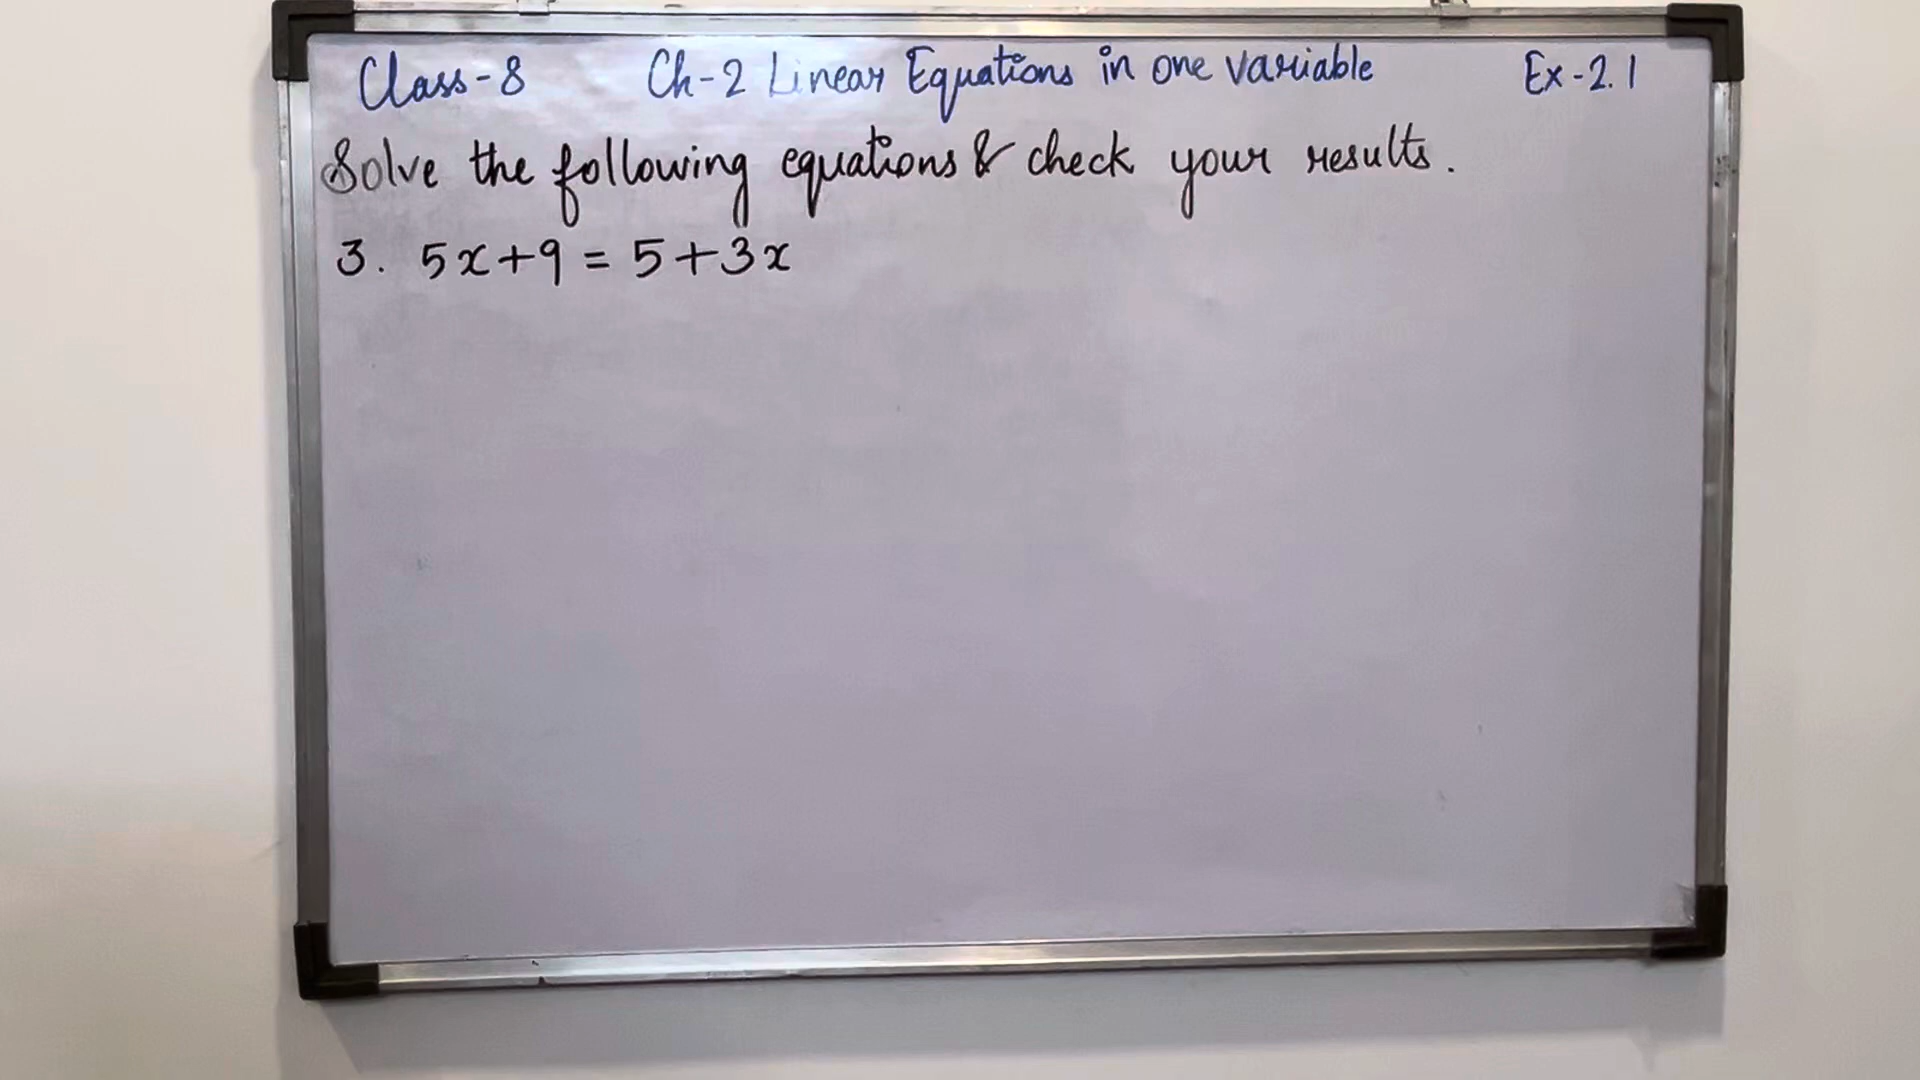 Class-8 Ch-2 Linear Equations in one variable Ex-2.1
Solve the following equations & check your results.
3. 5x+9 = 5+3x